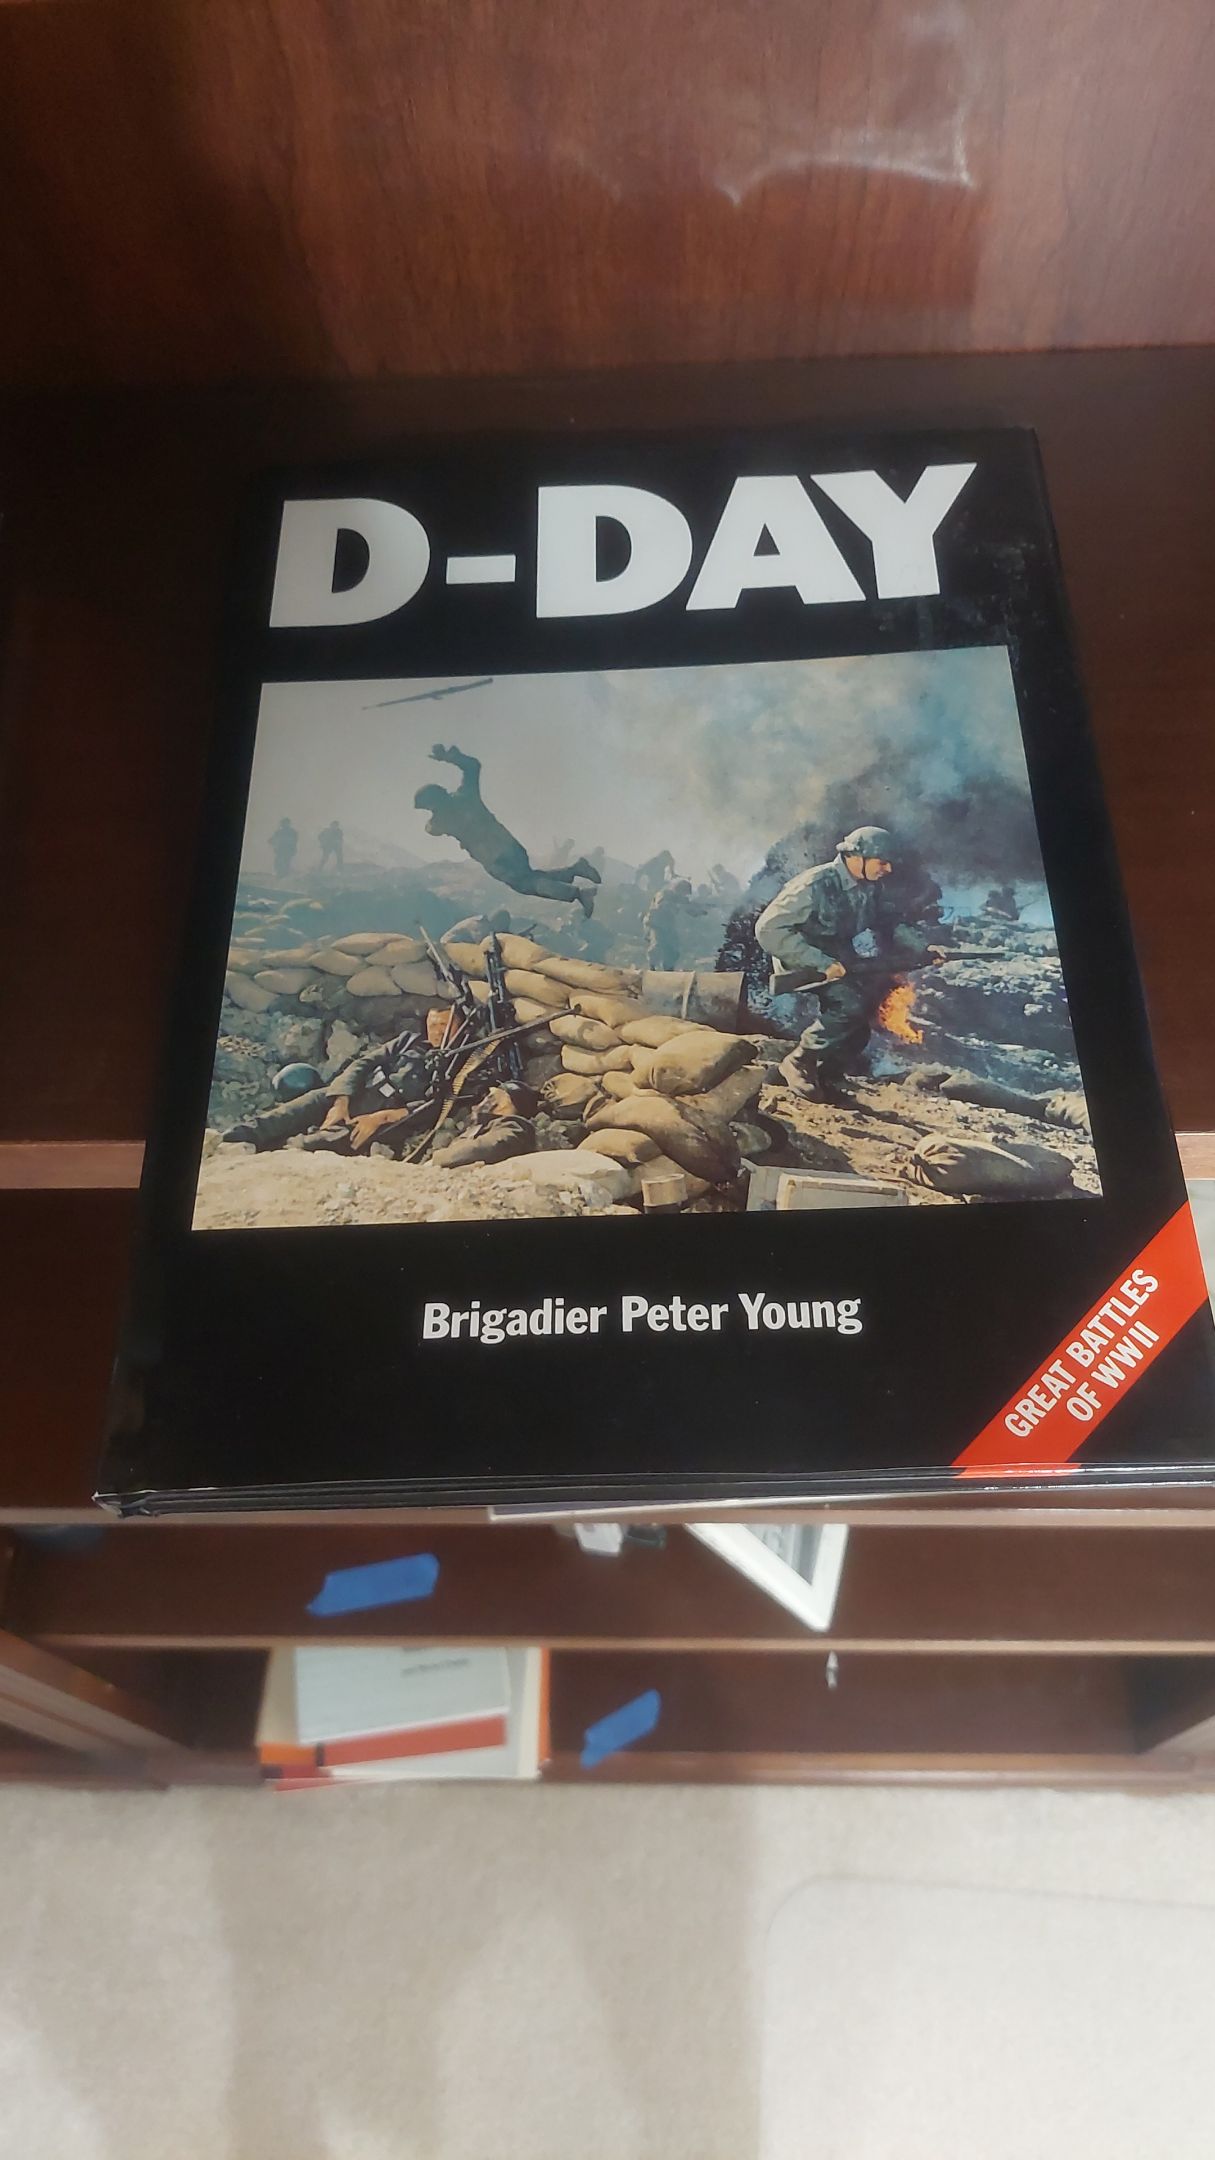 D-DAY
Brigadier Peter Young
GREAT BATTLES
OF WWII